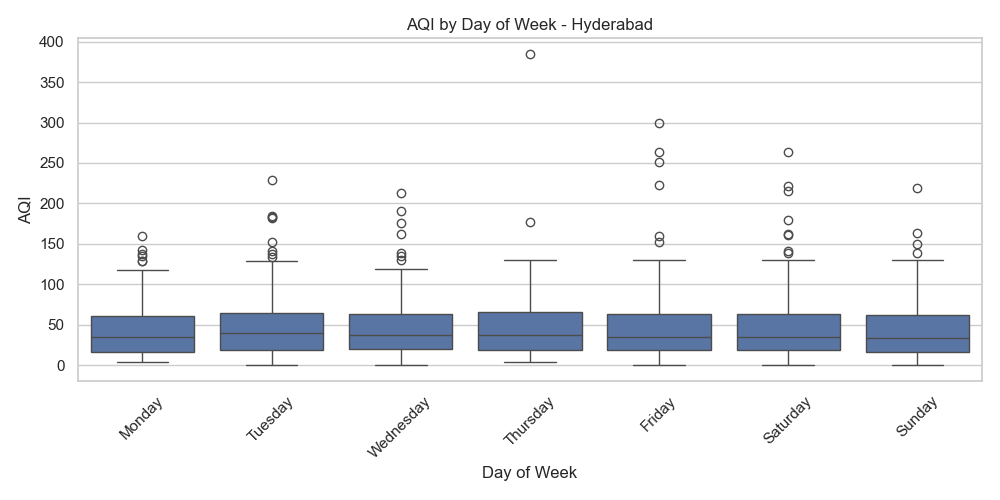 AQI by Day of Week - Hyderabad
400
350
300
250
200
150
100
50
0
AQI
Monday
Tuesday
Wednesday
Thursday
Friday
Saturday
Sunday
Day of Week